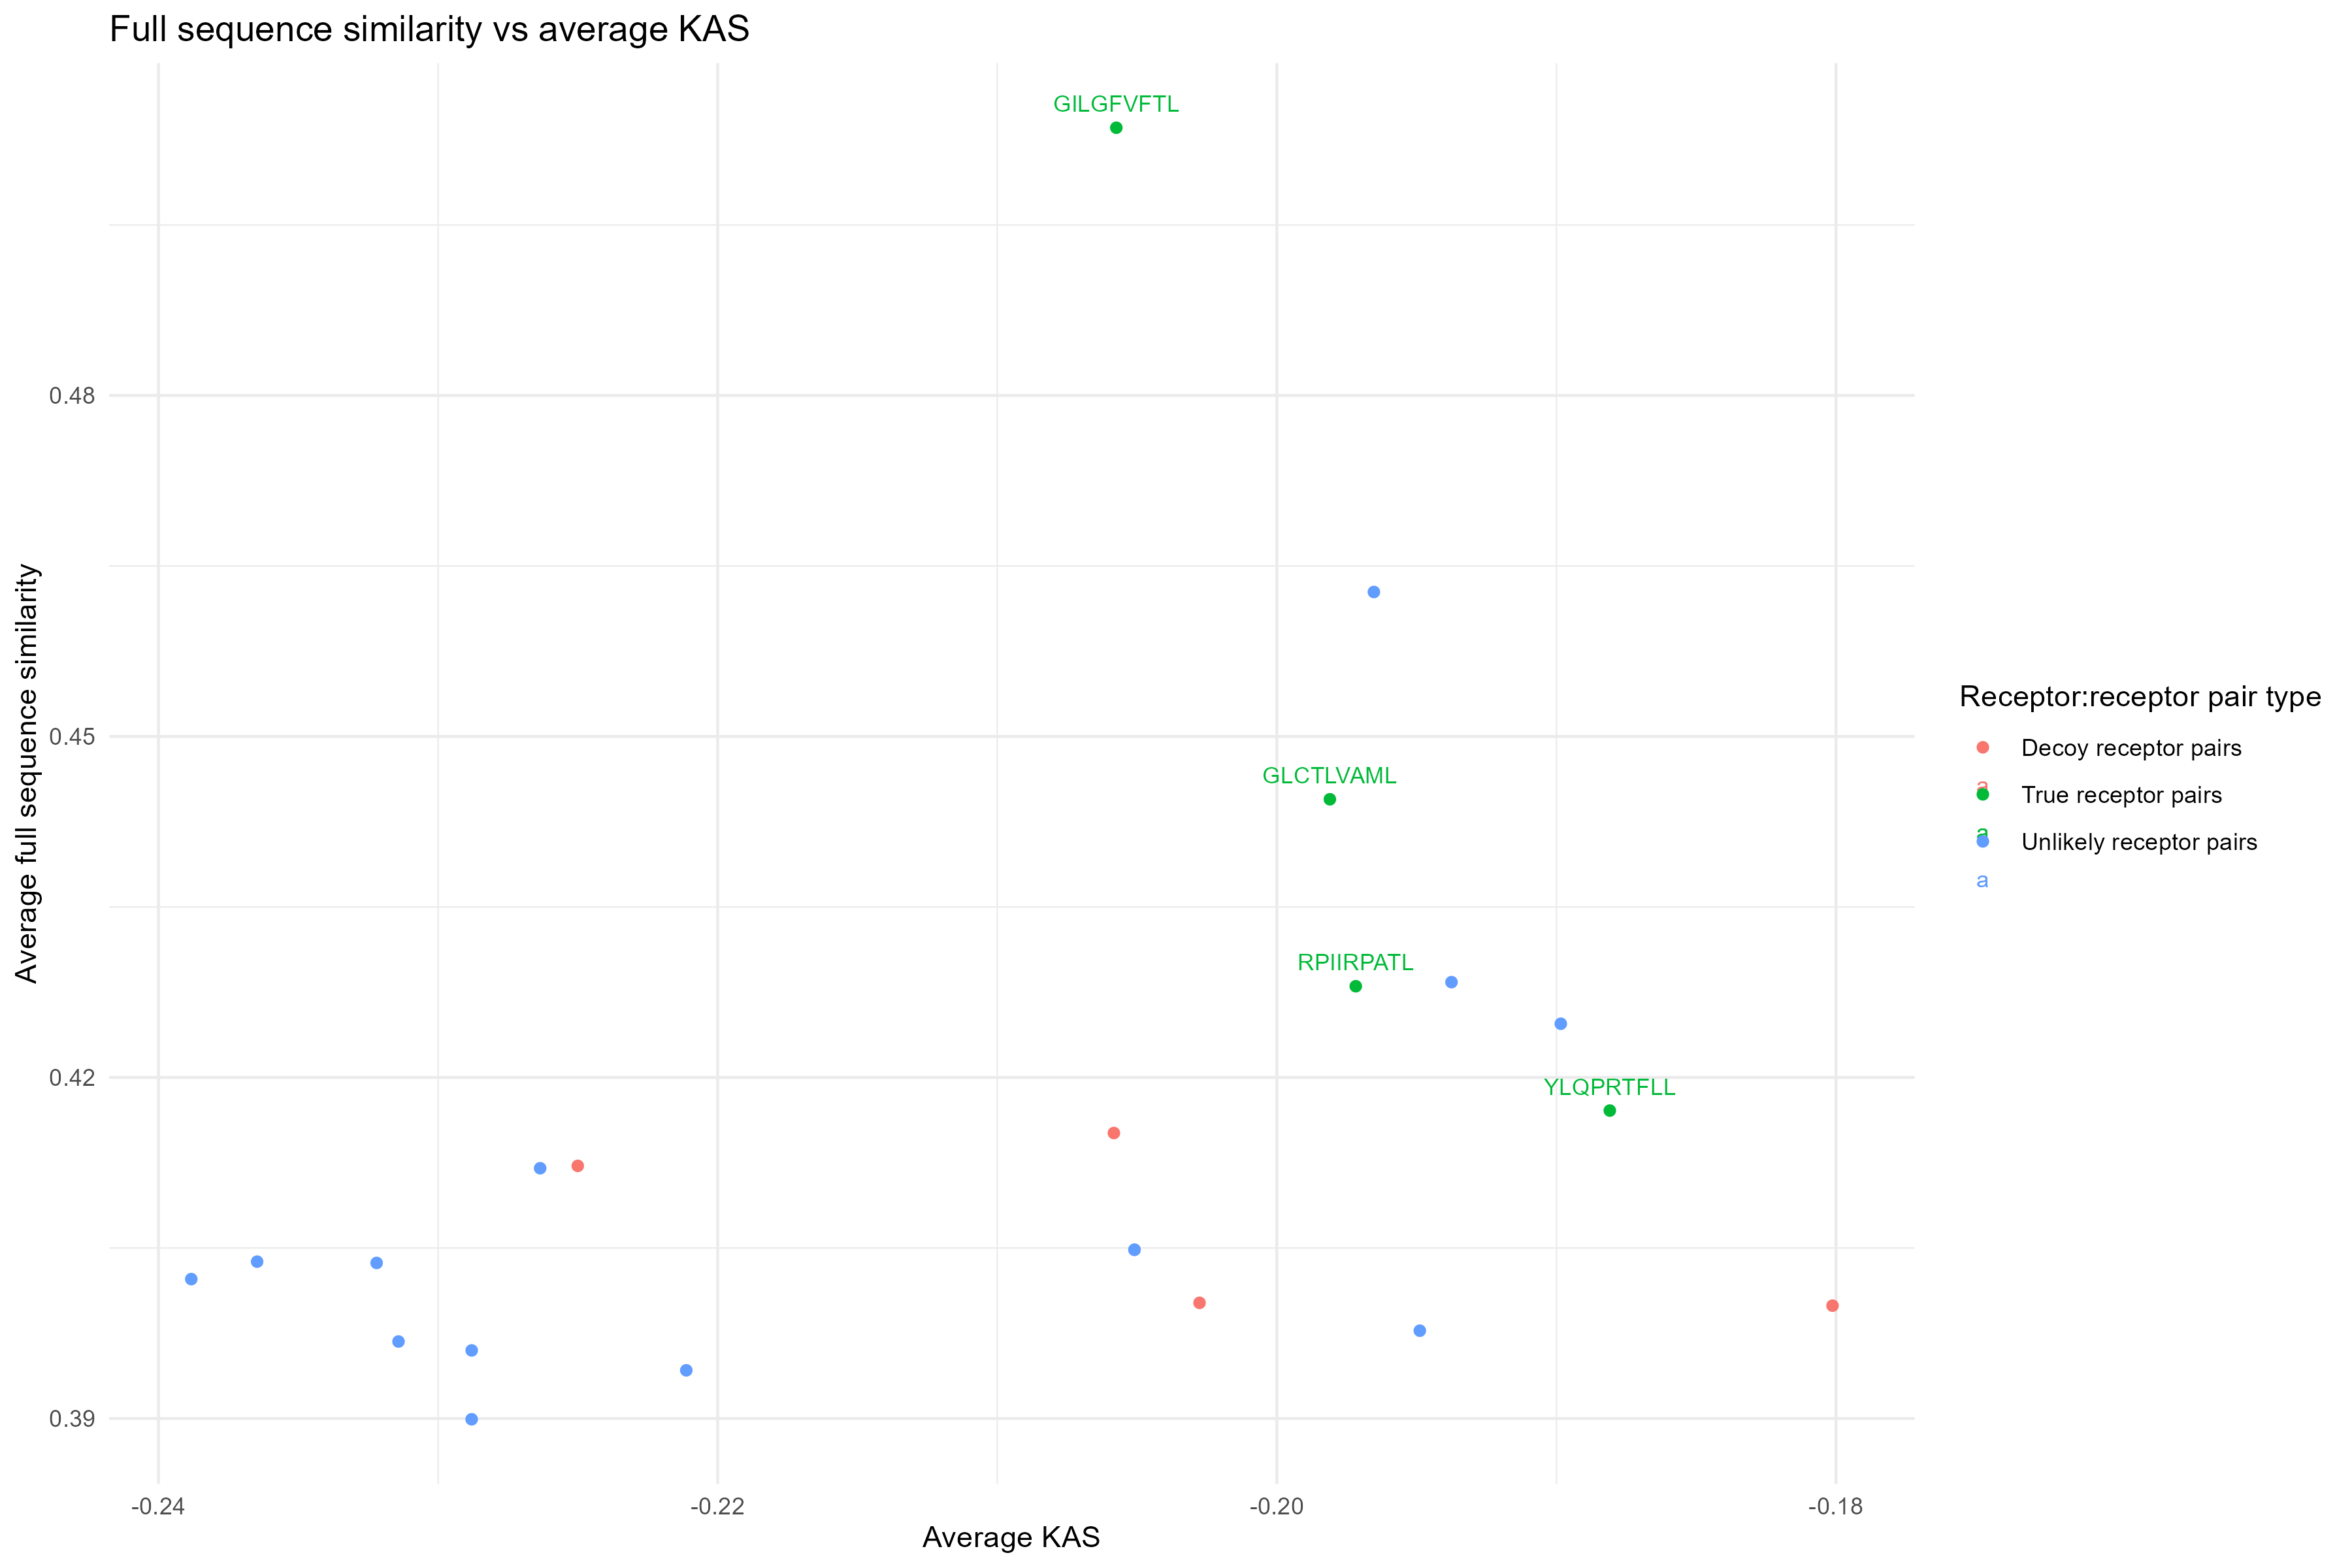 Full sequence similarity vs average KAS
GILGFVFTL
0.48
0.45
GLCTLVAML
RPIIRPATL
0.42
YLQPRTFLL
0.39
Average full sequence similarity
-0.24
-0.22
-0.20
-0.18
Average KAS
Receptor:receptor pair type
Decoy receptor pairs
a
True receptor pairs
a
Unlikely receptor pairs
a